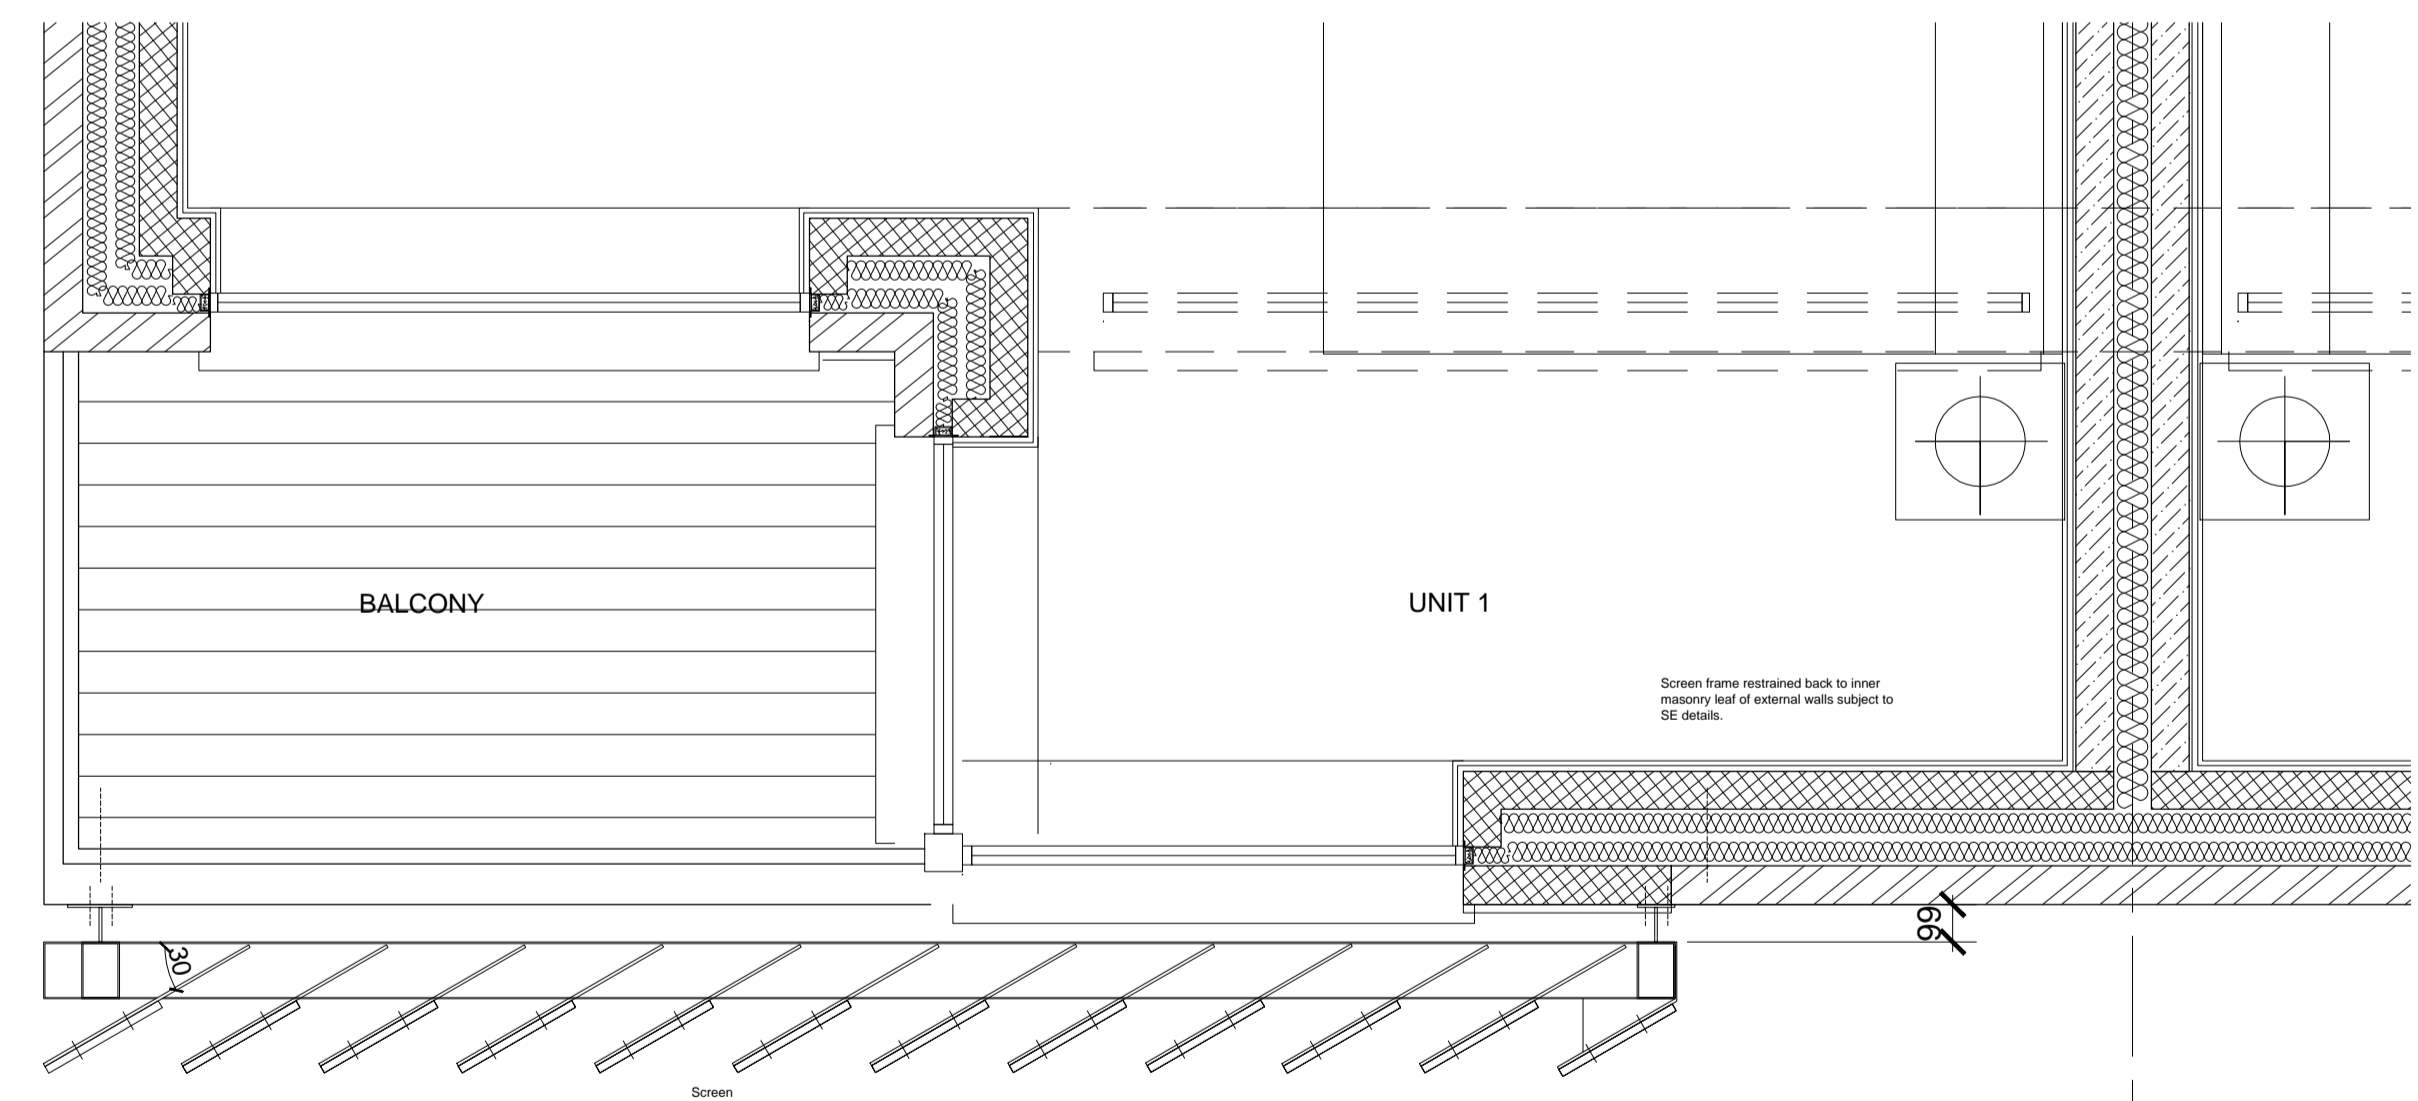 BALCONY
UNIT 1
Screen frame restrained back to inner
masonry leaf of external walls subject to
SE details.
66
30
Screen